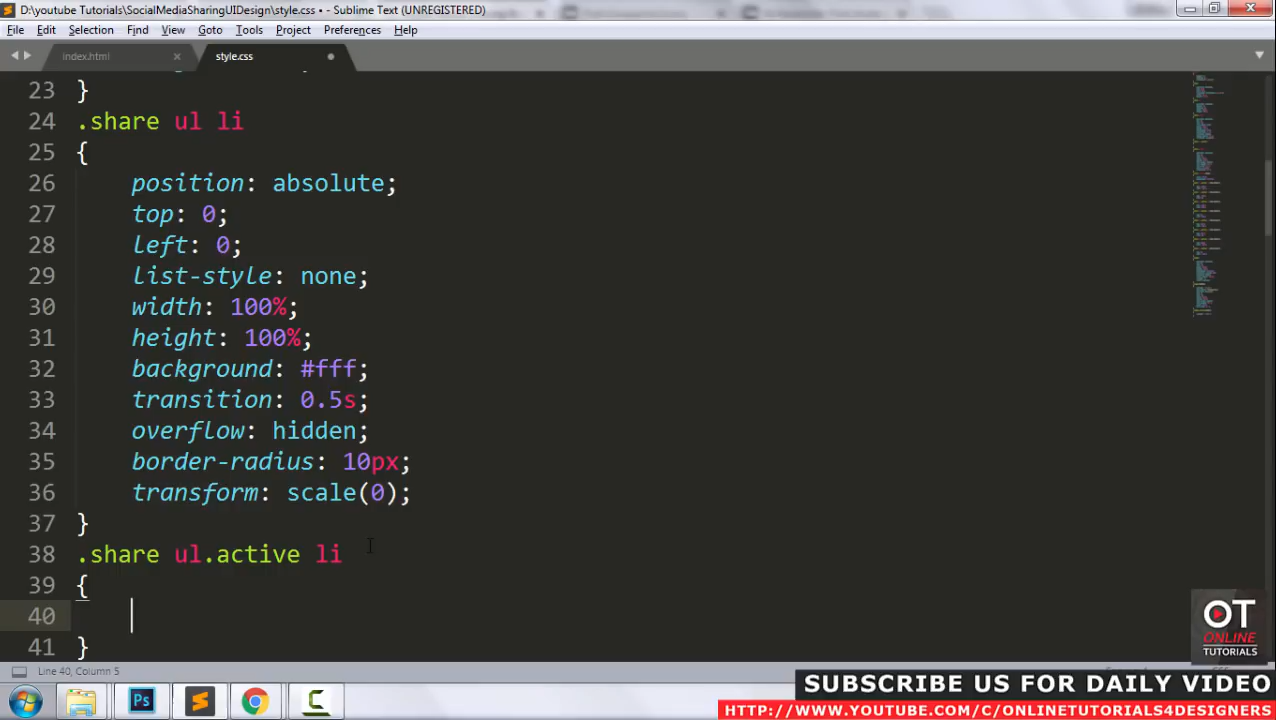 D:\youtube Tutorials\SocialMediaSharingUIDesign\style.css • - Sublime Text (UNREGISTERED)
File Edit Selection Find View Goto Tools Project Preferences Help
index.html style.css
23 }
24 .share ul li
25 {
26 position: absolute;
27 top: 0;
28 left: 0;
29 list-style: none;
30 width: 100%;
31 height: 100%;
32 background: #fff;
33 transition: 0.5s;
34 overflow: hidden;
35 border-radius: 10px;
36 transform: scale(0);
37 }
38 .share ul.active li
39 {
40
41 }
OT
ONLINE
TUTORIALS
Line 40, Column 5
Ps
C
SUBSCRIBE US FOR DAILY VIDEO
HTTP://WWW.YOUTUBE.COM/C/ONLINETUTORIALS4DESIGNERS